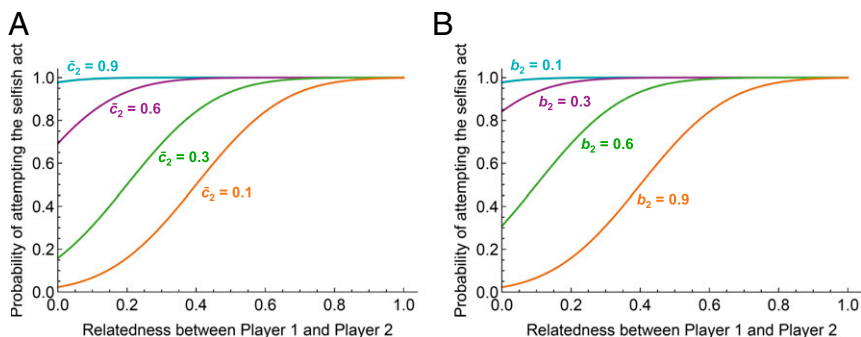 A
Probability of attempting the selfish act
1.0
0.8
0.6
0.4
0.2
0.0
c̄₂ = 0.9
c̄₂ = 0.6
c̄₂ = 0.3
c̄₂ = 0.1
0.0 0.2 0.4 0.6 0.8 1.0
Relatedness between Player 1 and Player 2
B
Probability of attempting the selfish act
1.0
0.8
0.6
0.4
0.2
0.0
b₂ = 0.1
b₂ = 0.3
b₂ = 0.6
b₂ = 0.9
0.0 0.2 0.4 0.6 0.8 1.0
Relatedness between Player 1 and Player 2